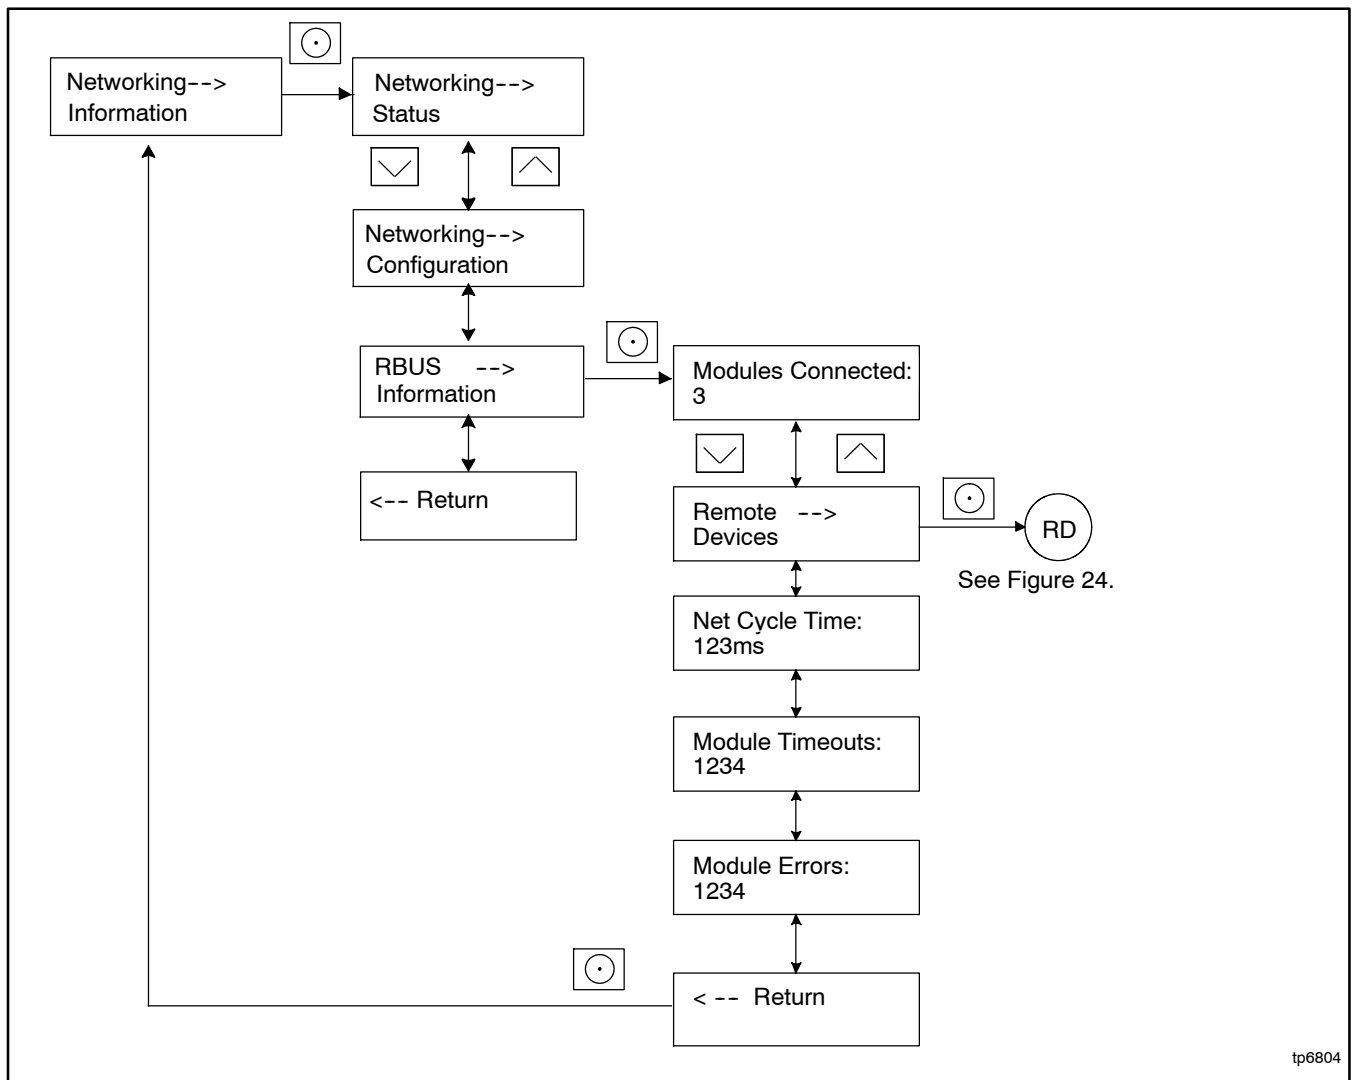 Networking-->
Information
Networking-->
Status
Networking-->
Configuration
RBUS -->
Information
<-- Return
Modules Connected:
3
Remote -->
Devices
RD
See Figure 24.
Net Cycle Time:
123ms
Module Timeouts:
1234
Module Errors:
1234
< -- Return
tp6804